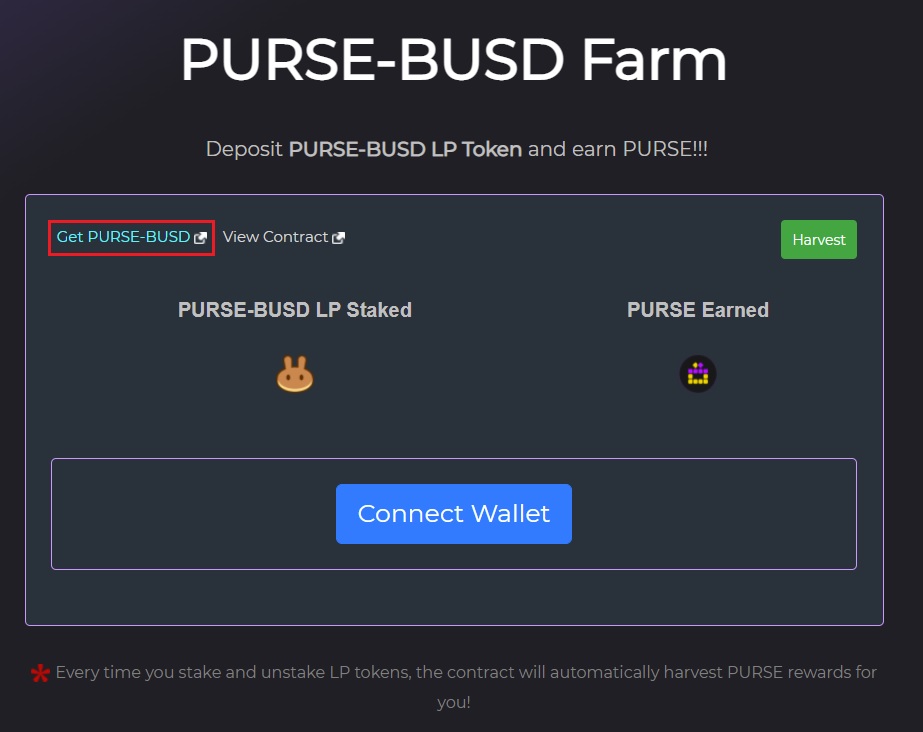 PURSE-BUSD Farm
Deposit PURSE-BUSD LP Token and earn PURSE!!!
Get PURSE-BUSD View Contract Harvest
PURSE-BUSD LP Staked PURSE Earned
Connect Wallet
* Every time you stake and unstake LP tokens, the contract will automatically harvest PURSE rewards for
you!